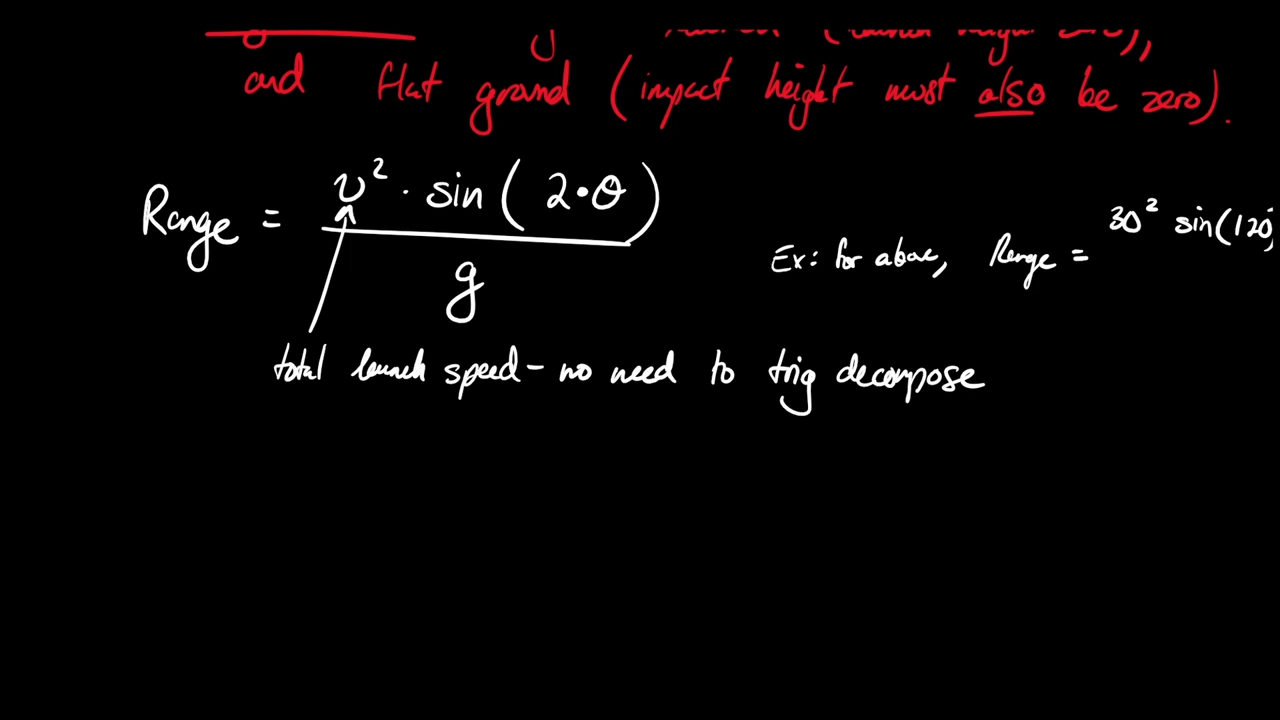 and flat ground (impact height must also be zero).
Range = v² · sin( 2·θ) / g
Ex: for above, Range = 30² sin(120)
total launch speed - no need to trig decompose